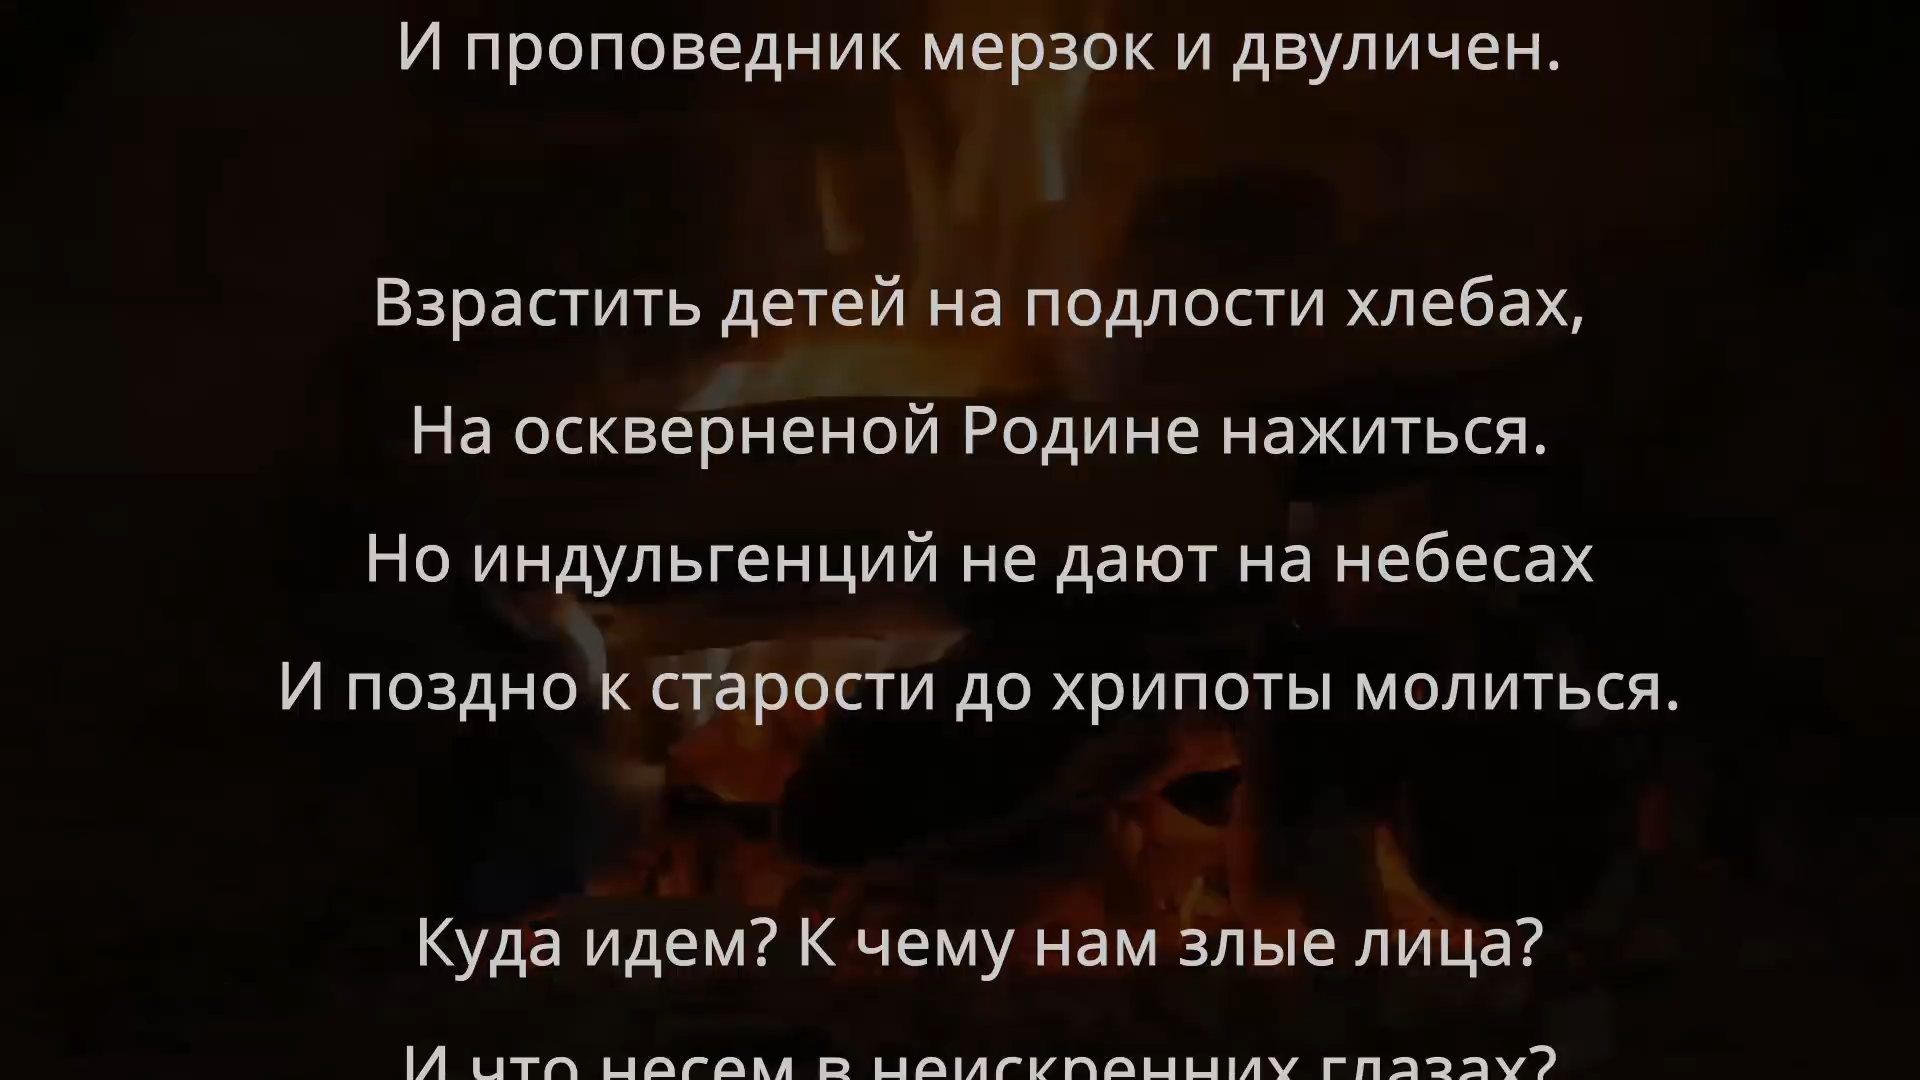 И проповедник мерзок и двуличен.
Взрастить детей на подлости хлебах,
На оскверненой Родине нажиться.
Но индульгенций не дают на небесах
И поздно к старости до хрипоты молиться.
Куда идем? К чему нам злые лица?
И что несем в неискренних глазах?